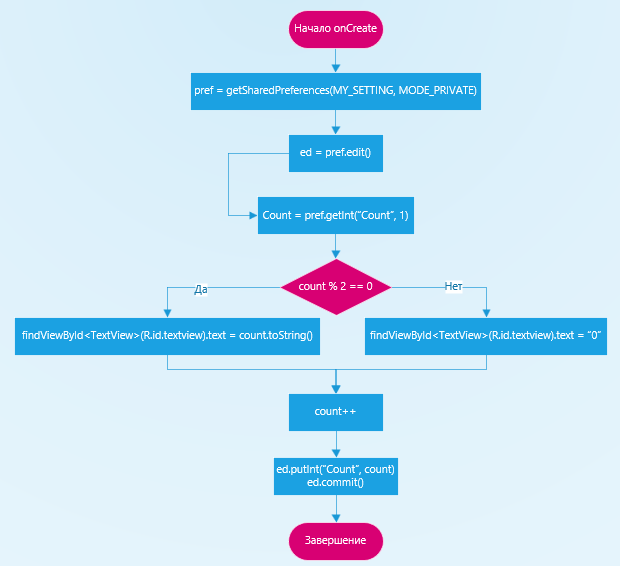 Начало onCreate
pref = getSharedPreferences(MY_SETTING, MODE_PRIVATE)
ed = pref.edit()
Count = pref.getInt("Count", 1)
count % 2 == 0
Да
Нет
findViewById<TextView>(R.id.textview).text = count.toString()
findViewById<TextView>(R.id.textview).text = "0"
count++
ed.putInt("Count", count)
ed.commit()
Завершение